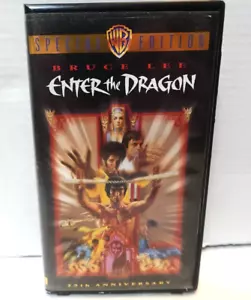 SPECIAL WB EDITION
BRUCE LEE
ENTER the DRAGON
25th ANNIVERSARY